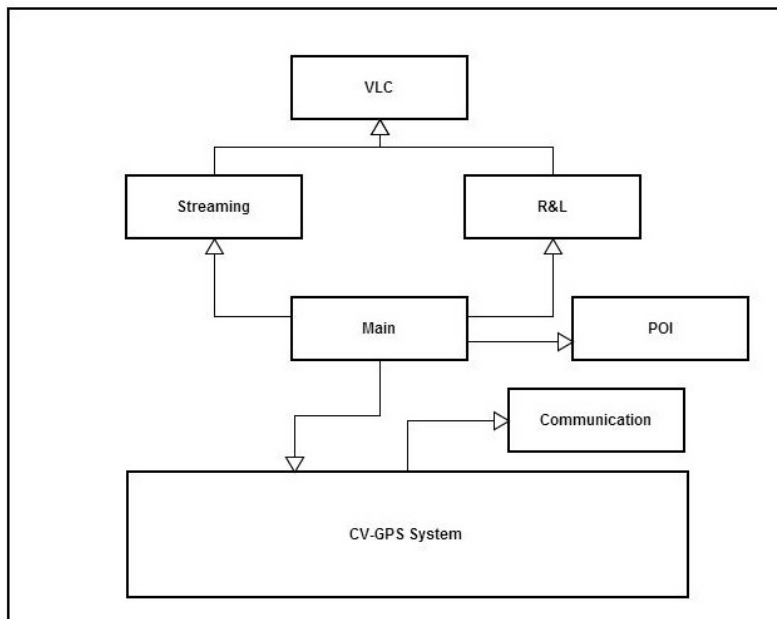 VLC
Streaming
R&L
Main
POI
Communication
CV-GPS System